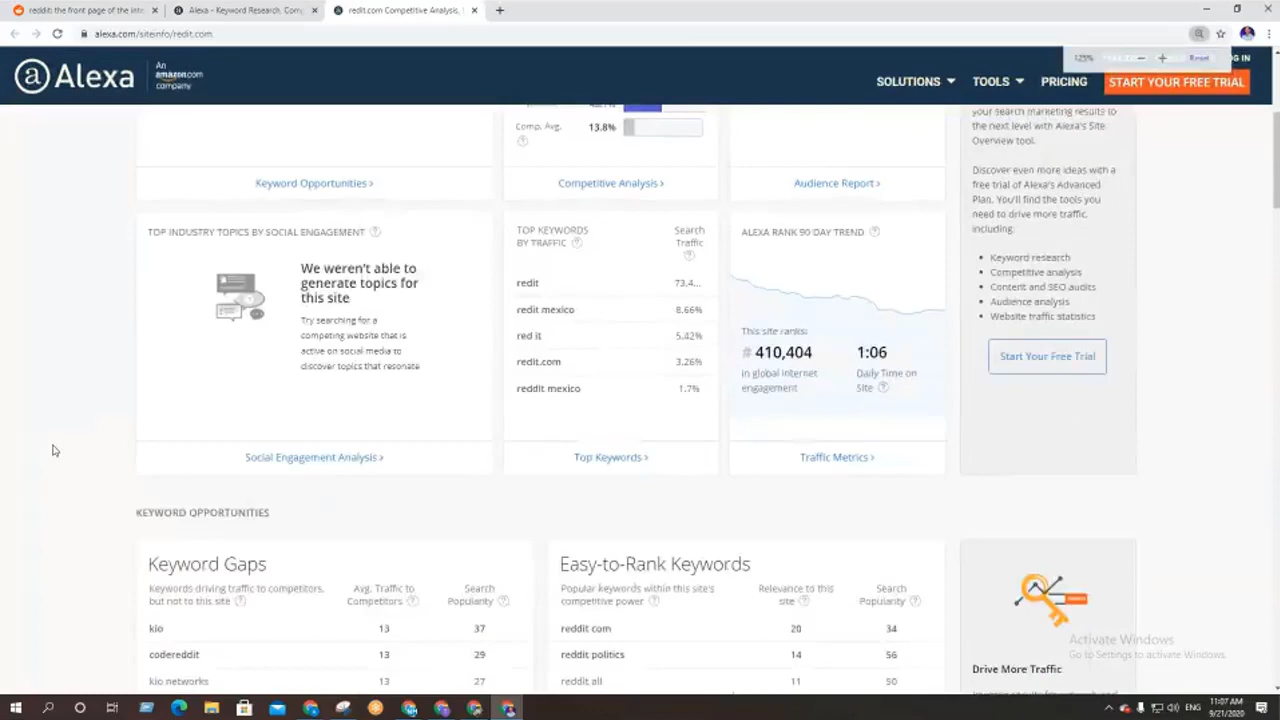 reddit: the front page of the inte
Alexa - Keyword Research, Comp
redit.com Competitive Analysis,
alexa.com/siteinfo/redit.com
Alexa
An
amazon.com
company
125%
Reset
OG IN
SOLUTIONS
TOOLS
PRICING
START YOUR FREE TRIAL
Comp. Avg.
13.8%
Keyword Opportunities >
Competitive Analysis >
Audience Report >
your search marketing results to
the next level with Alexa's Site
Overview tool.
Discover even more ideas with a
free trial of Alexa's Advanced
Plan. You'll find the tools you
need to drive more traffic,
including:
Keyword research
Competitive analysis
Content and SEO audits
Audience analysis
Website traffic statistics
Start Your Free Trial
TOP INDUSTRY TOPICS BY SOCIAL ENGAGEMENT
We weren't able to
generate topics for
this site
Try searching for a
competing website that is
active on social media to
discover topics that resonate
Social Engagement Analysis >
TOP KEYWORDS
BY TRAFFIC
Search
Traffic
redit 73.4...
redit mexico 8.66%
red it 5.42%
redit.com 3.26%
reddit mexico 1.7%
Top Keywords >
ALEXA RANK 90 DAY TREND
This site ranks:
# 410,404
in global internet
engagement
1:06
Daily Time on
Site
Traffic Metrics >
KEYWORD OPPORTUNITIES
Keyword Gaps
Keywords driving traffic to competitors,
but not to this site
Avg. Traffic to
Competitors
Search
Popularity
kio 13 37
codereddit 13 29
kio networks 13 27
Easy-to-Rank Keywords
Popular keywords within this site's
competitive power
Relevance to this
site
Search
Popularity
reddit com 20 34
reddit politics 14 56
reddit all 11 50
Drive More Traffic
Activate Windows
Go to Settings to activate Windows.
ENG
11:07 AM
9/21/2020